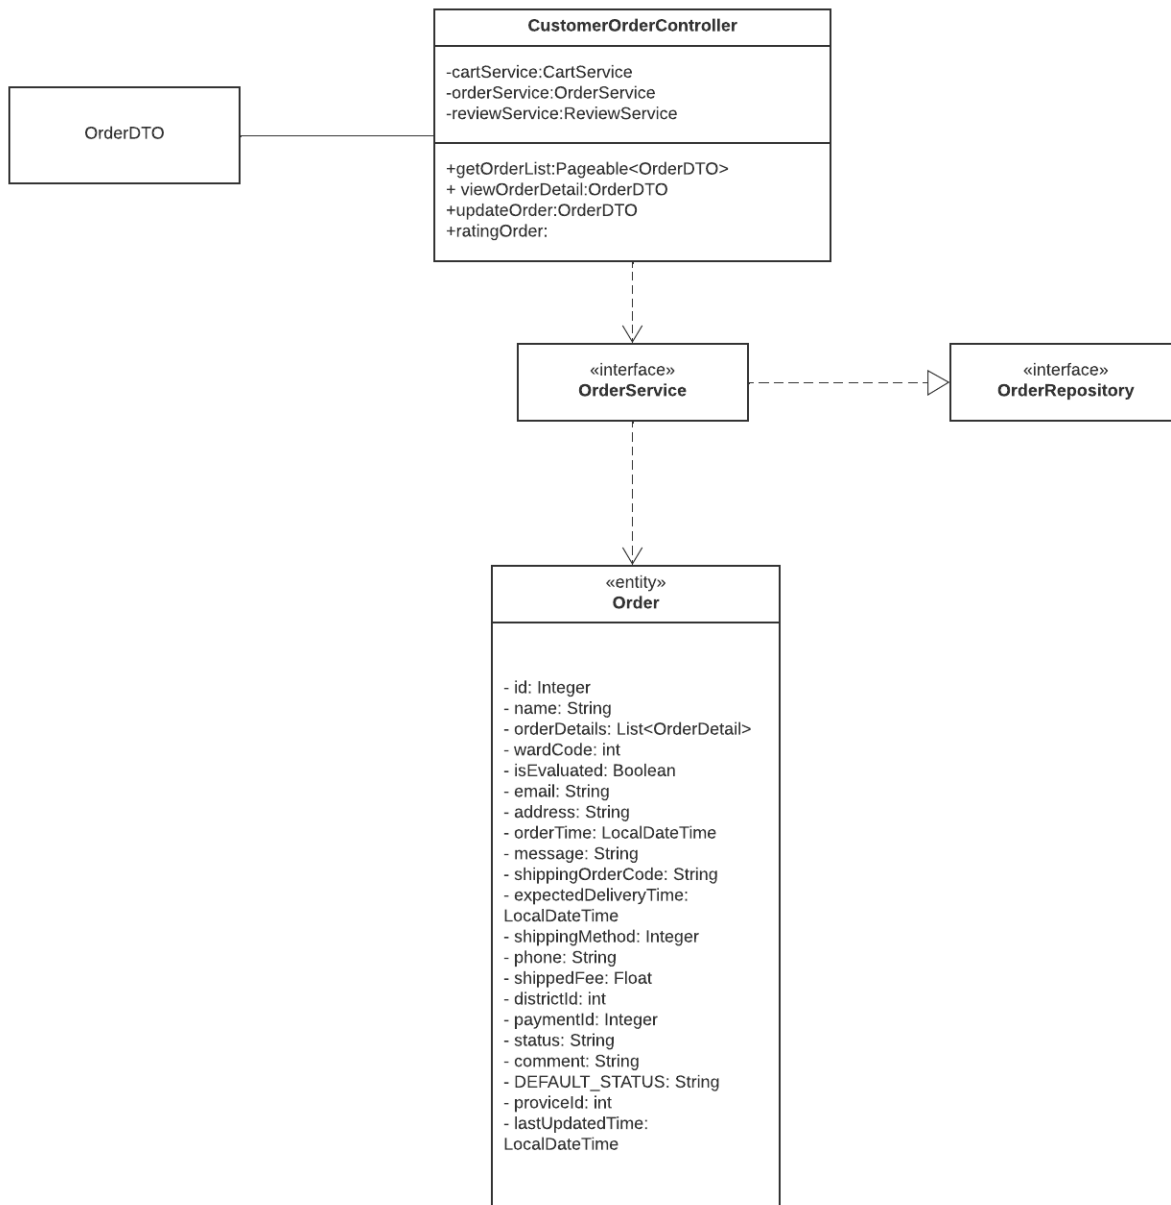 CustomerOrderController
-cartService:CartService
-orderService:OrderService
-reviewService:ReviewService
OrderDTO
+getOrderList:Pageable<OrderDTO>
+ viewOrderDetail:OrderDTO
+updateOrder:OrderDTO
+ratingOrder:
«interface»
OrderService
«interface»
OrderRepository
«entity»
Order
- id: Integer
- name: String
- orderDetails: List<OrderDetail>
- wardCode: int
- isEvaluated: Boolean
- email: String
- address: String
- orderTime: LocalDateTime
- message: String
- shippingOrderCode: String
- expectedDeliveryTime:
LocalDateTime
- shippingMethod: Integer
- phone: String
- shippedFee: Float
- districtId: int
- paymentId: Integer
- status: String
- comment: String
- DEFAULT_STATUS: String
- proviceId: int
- lastUpdatedTime:
LocalDateTime